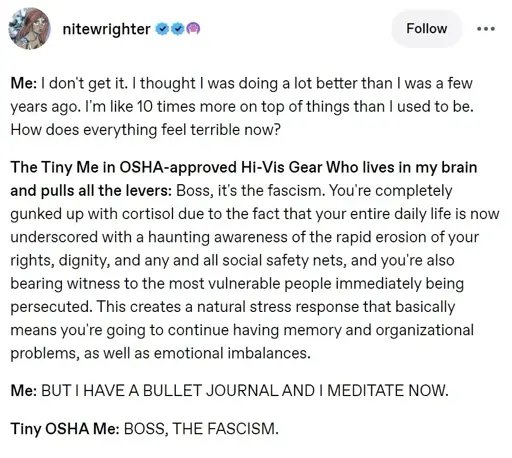 nitewrighter
Follow
Me: I don't get it. I thought I was doing a lot better than I was a few
years ago. I'm like 10 times more on top of things than I used to be.
How does everything feel terrible now?
The Tiny Me in OSHA-approved Hi-Vis Gear Who lives in my brain
and pulls all the levers: Boss, it's the fascism. You're completely
gunked up with cortisol due to the fact that your entire daily life is now
underscored with a haunting awareness of the rapid erosion of your
rights, dignity, and any and all social safety nets, and you're also
bearing witness to the most vulnerable people immediately being
persecuted. This creates a natural stress response that basically
means you're going to continue having memory and organizational
problems, as well as emotional imbalances.
Me: BUT I HAVE A BULLET JOURNAL AND I MEDITATE NOW.
Tiny OSHA Me: BOSS, THE FASCISM.